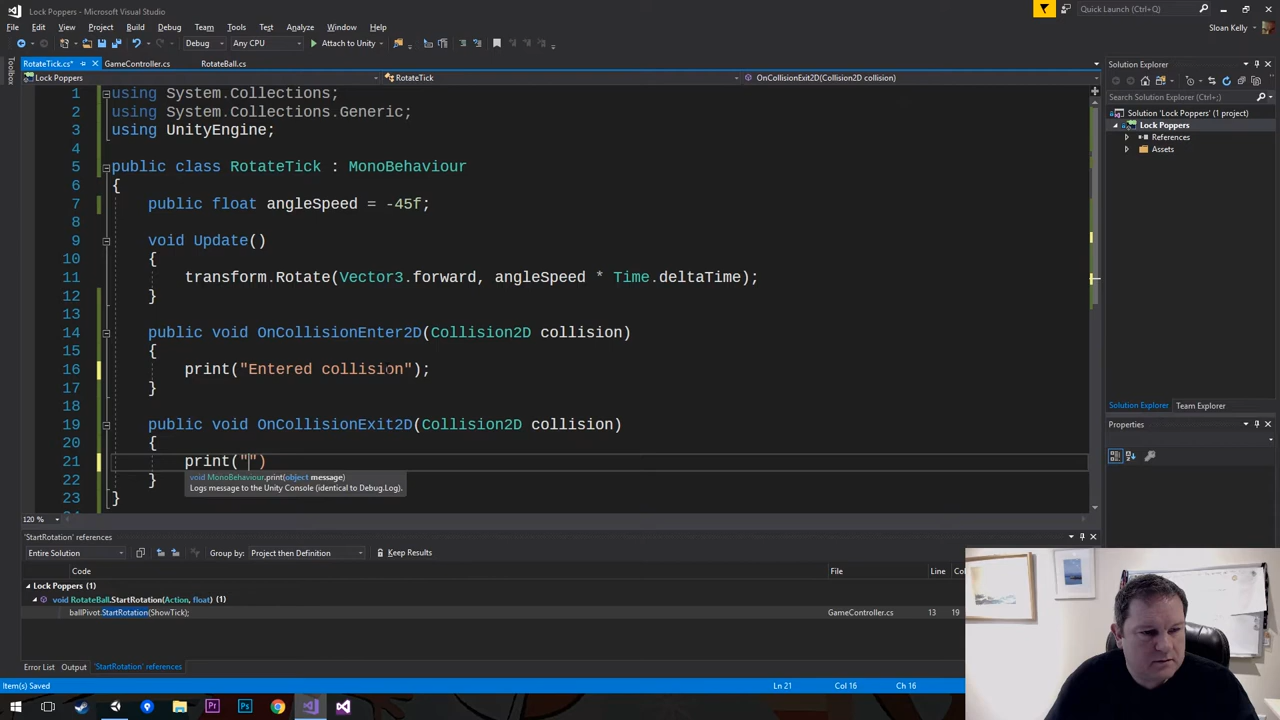 Lock Poppers - Microsoft Visual Studio
Quick Launch (Ctrl+;)
File Edit View Project Build Debug Team Tools Test Analyze Window Help
Sloan Kelly
Debug Any CPU Attach to Unity
Toolbox
RotateTick.cs* GameController.cs RotateBall.cs
Lock Poppers RotateTick OnCollisionExit2D(Collision2D collision)
1 using System.Collections;
2 using System.Collections.Generic;
3 using UnityEngine;
4
5 public class RotateTick : MonoBehaviour
6 {
7 public float angleSpeed = -45f;
8
9 void Update()
10 {
11 transform.Rotate(Vector3.forward, angleSpeed * Time.deltaTime);
12 }
13
14 public void OnCollisionEnter2D(Collision2D collision)
15 {
16 print("Entered collision");
17 }
18
19 public void OnCollisionExit2D(Collision2D collision)
20 {
21 print("")
void MonoBehaviour.print(object message)
Logs message to the Unity Console (identical to Debug.Log).
22 }
23 }
120 %
Solution Explorer
Search Solution Explorer (Ctrl+;)
Solution 'Lock Poppers' (1 project)
Lock Poppers
References
Assets
Solution Explorer Team Explorer
Properties
'StartRotation' references
Entire Solution Group by: Project then Definition Keep Results
Code File Line Col
Lock Poppers (1)
void RotateBall.StartRotation(Action, float) (1)
ballPivot.StartRotation(ShowTick); GameController.cs 13 19
Error List Output 'StartRotation' references
Item(s) Saved Ln 21 Col 16 Ch 16
Pr Ps